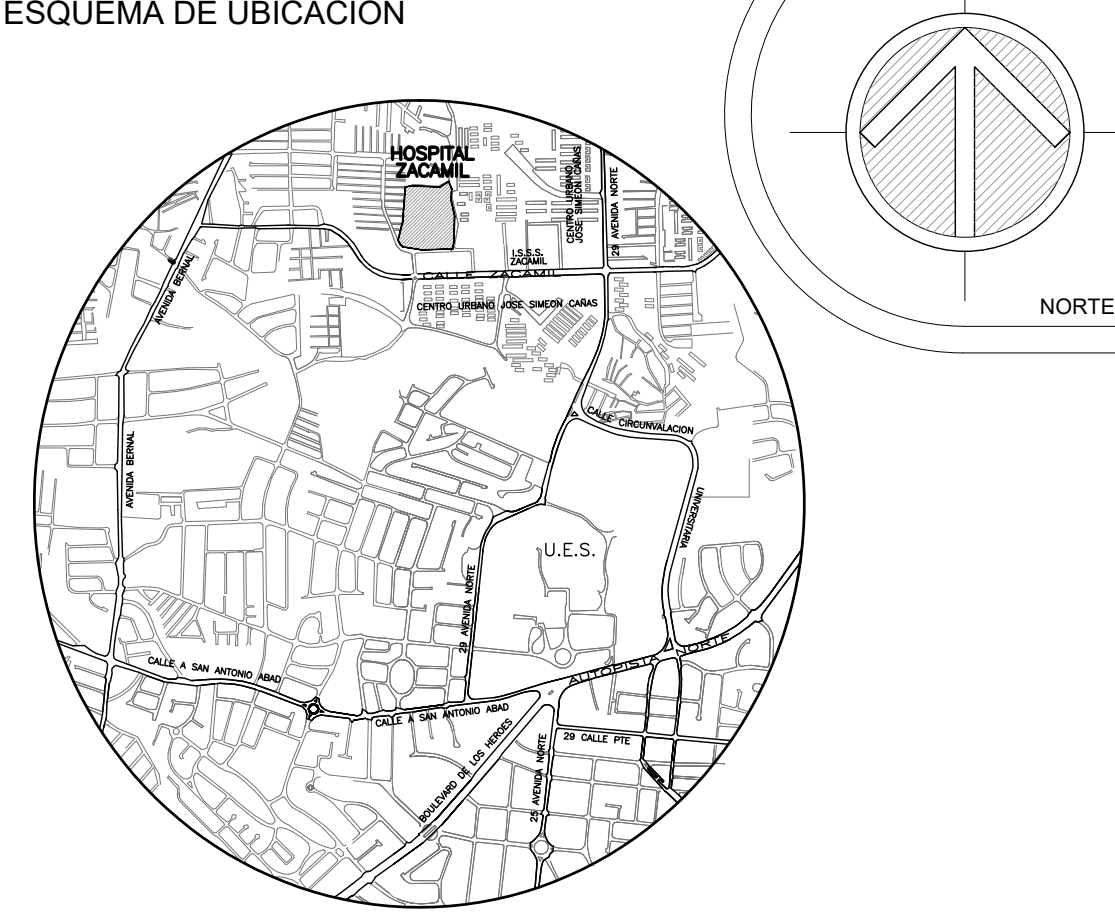 ESQUEMA DE UBICACIÓN
NORTE
HOSPITAL
ZACAMIL
CENTRO URBANO
JOSE SIMEON CAÑAS
29 AVENIDA NORTE
I.S.S.S.
ZACAMIL
AVENIDA BERNAL
CALLE ZACAMIL
CENTRO URBANO JOSE SIMEON CAÑAS
CALLE CIRCUNVALACION
AVENIDA BERNAL
UNIVERSITARIA
U.E.S.
29 AVENIDA NORTE
AUTOPISTA NORTE
CALLE A SAN ANTONIO ABAD
CALLE A SAN ANTONIO ABAD
BOULEVARD DE LOS HEROES
29 CALLE PTE
25 AVENIDA NORTE